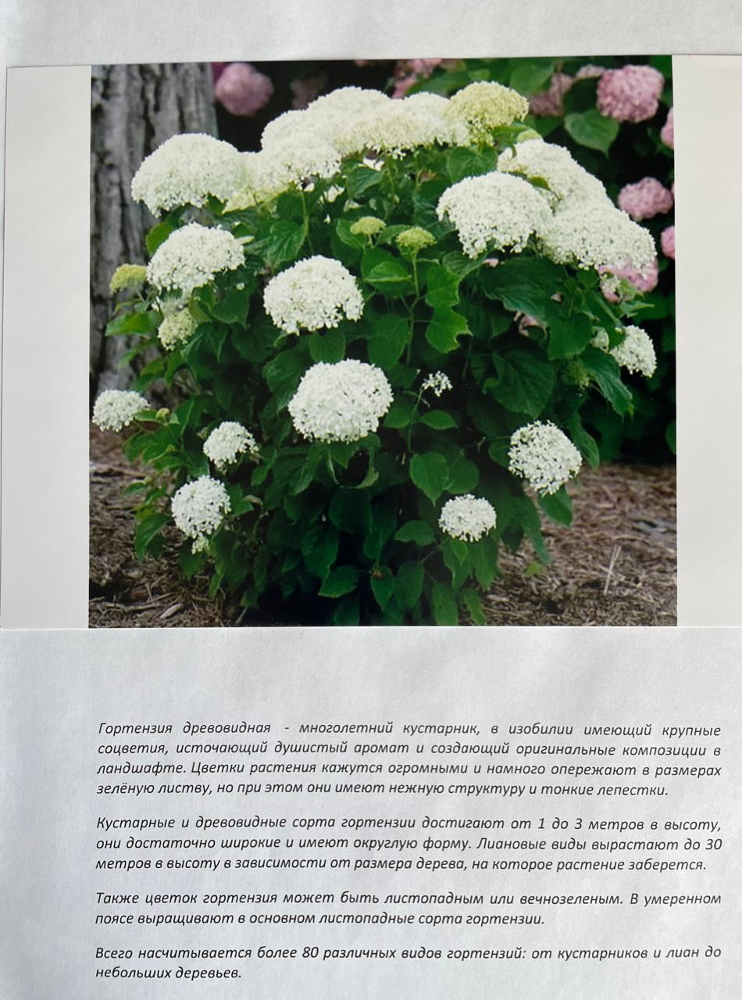 Гортензия древовидная - многолетний кустарник, в изобилии имеющий крупные
соцветия, источающий душистый аромат и создающий оригинальные композиции в
ландшафте. Цветки растения кажутся огромными и намного опережают в размерах
зелёную листву, но при этом они имеют нежную структуру и тонкие лепестки.
Кустарные и древовидные сорта гортензии достигают от 1 до 3 метров в высоту,
они достаточно широкие и имеют округлую форму. Лиановые виды вырастают до 30
метров в высоту в зависимости от размера дерева, на которое растение заберется.
Также цветок гортензия может быть листопадным или вечнозеленым. В умеренном
поясе выращивают в основном листопадные сорта гортензии.
Всего насчитывается более 80 различных видов гортензий: от кустарников и лиан до
небольших деревьев.